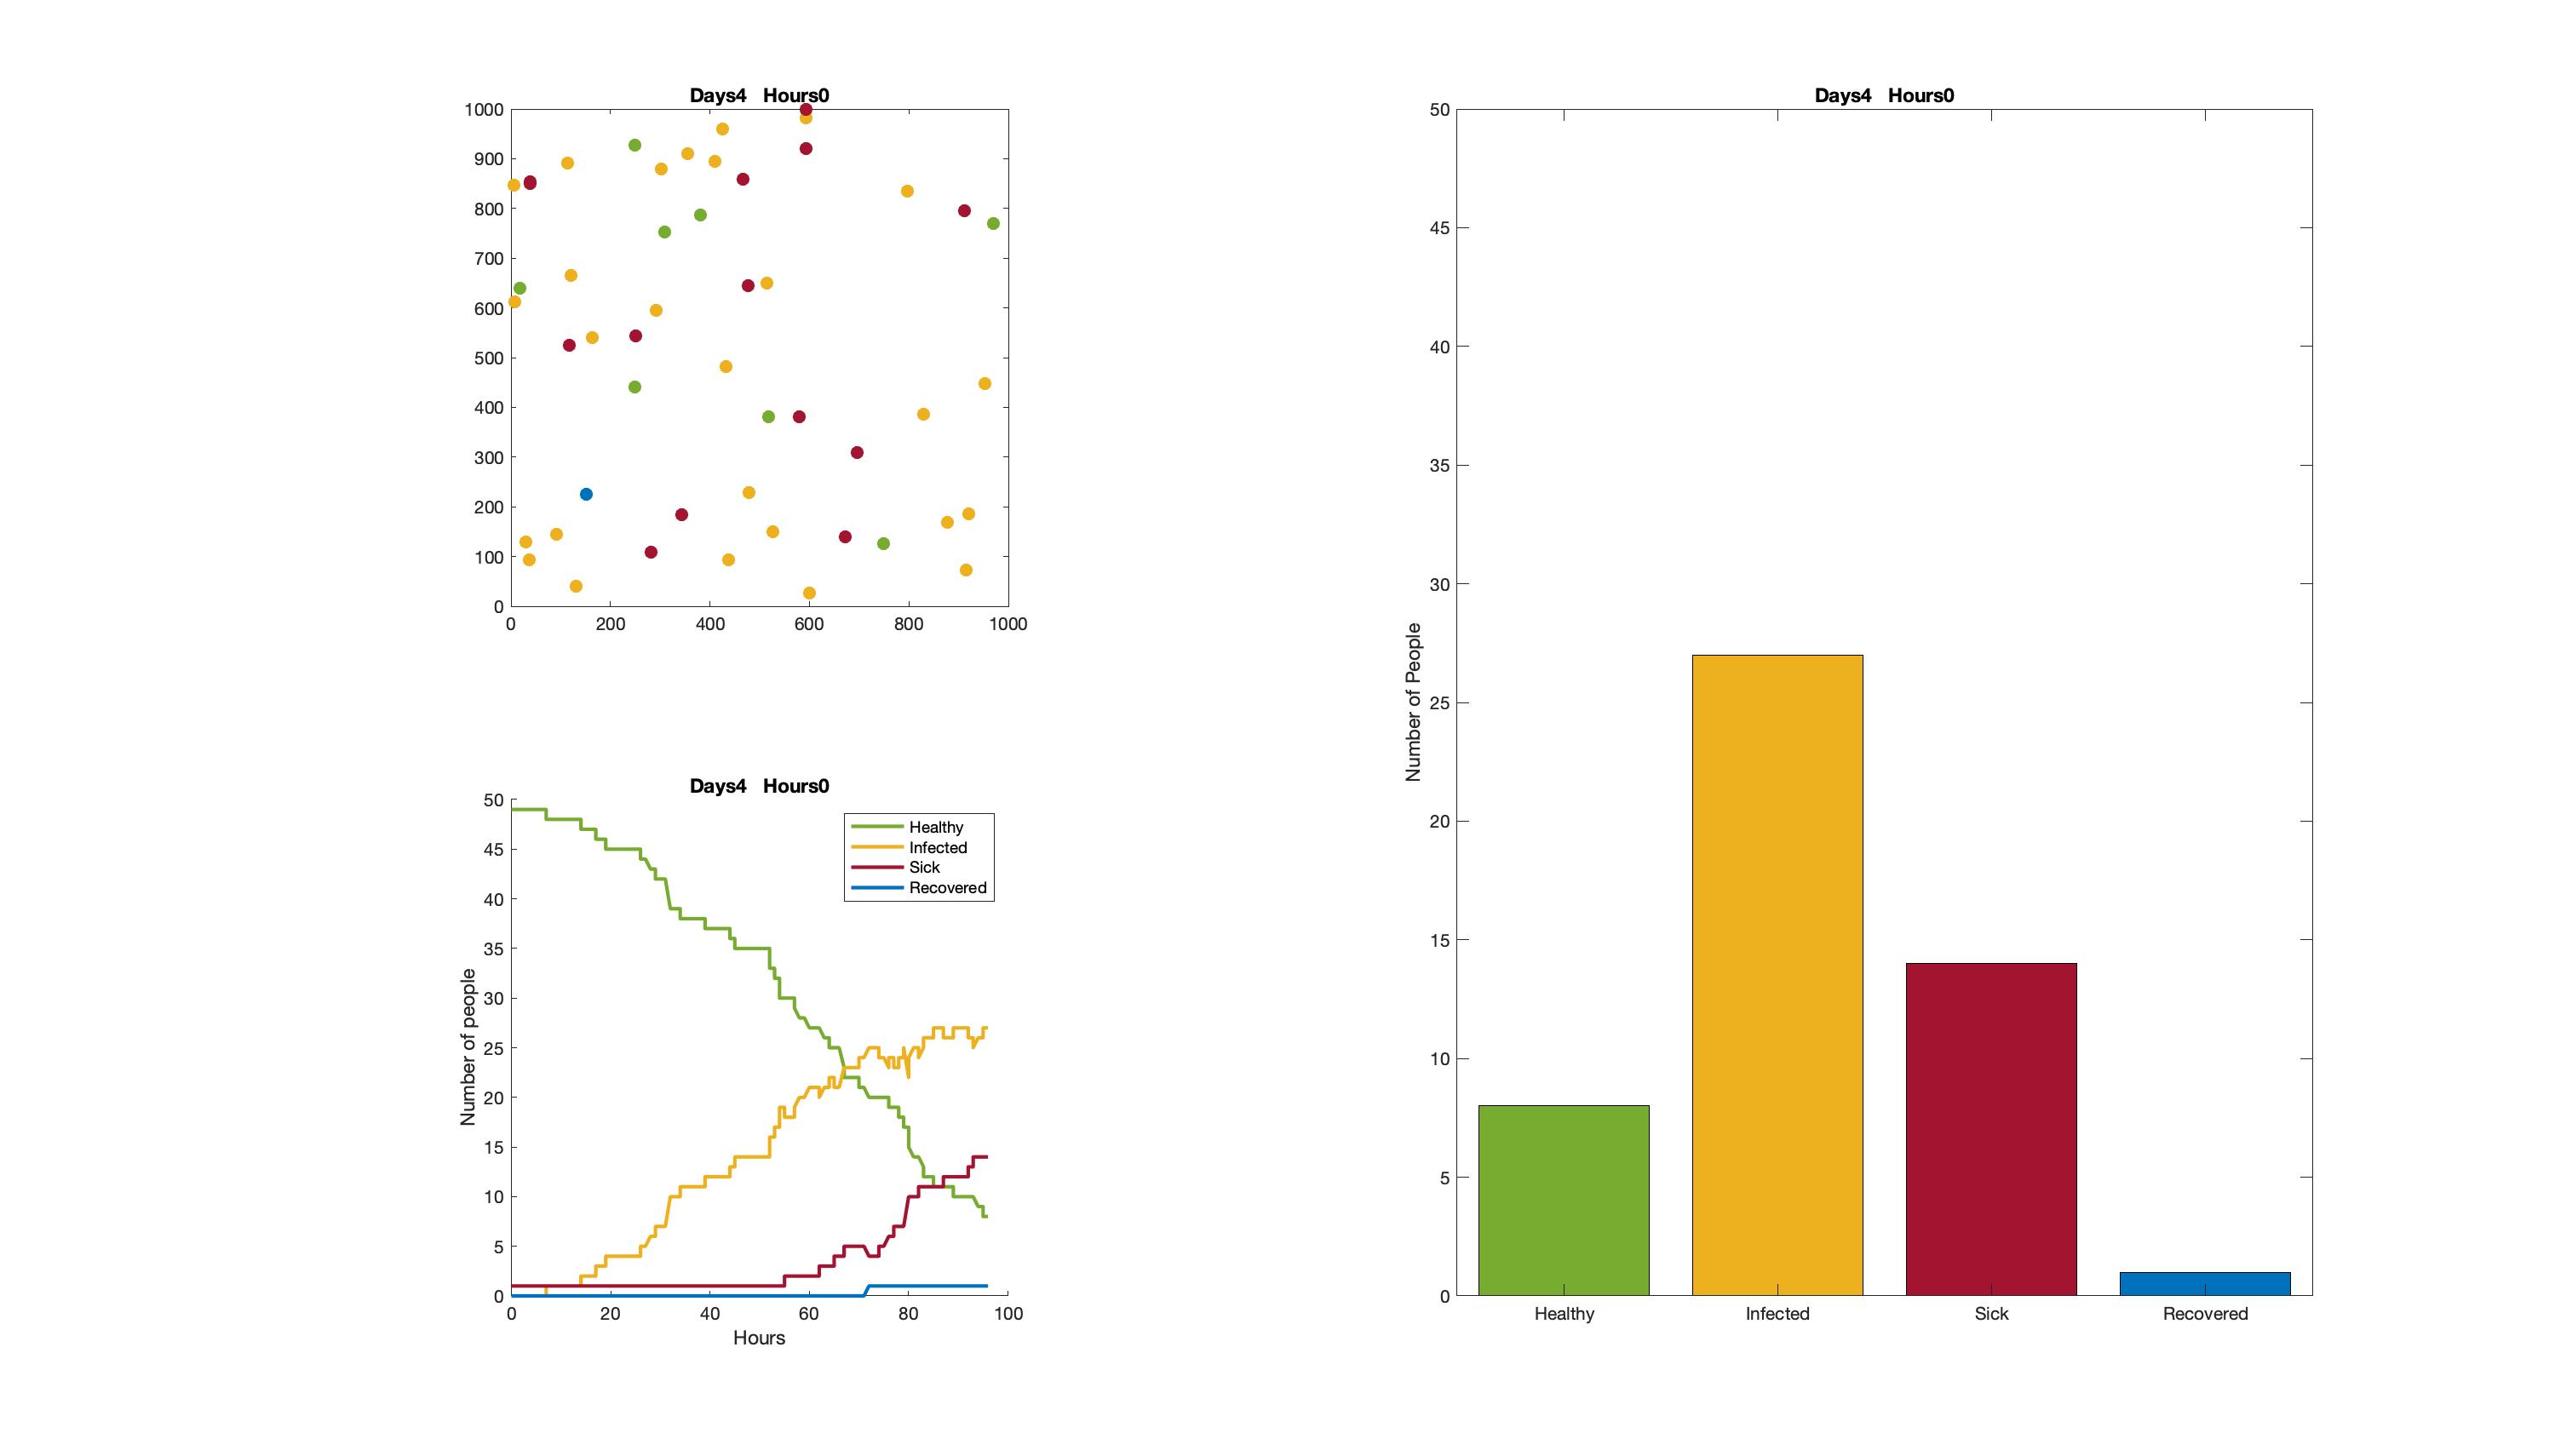 Days4 Hours0
1000
900
800
700
600
500
400
300
200
100
0
0 200 400 600 800 1000
Days4 Hours0
50
45
40
35
30
25
20
15
10
5
0
Number of people
Healthy
Infected
Sick
Recovered
0 20 40 60 80 100
Hours
Days4 Hours0
50
45
40
35
30
25
20
15
10
5
0
Number of People
Healthy Infected Sick Recovered